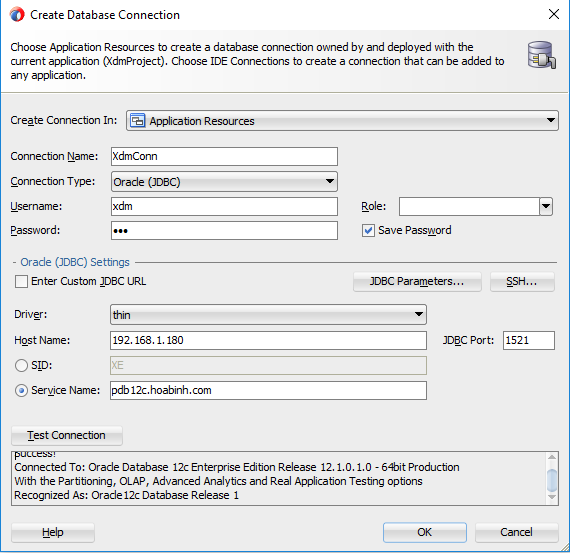 Create Database Connection
Choose Application Resources to create a database connection owned by and deployed with the
current application (XdmProject). Choose IDE Connections to create a connection that can be added to
any application.
Create Connection In: Application Resources
Connection Name: XdmConn
Connection Type: Oracle (JDBC)
Username: xdm Role:
Password: ••• Save Password
Oracle (JDBC) Settings
Enter Custom JDBC URL JDBC Parameters... SSH...
Driver: thin
Host Name: 192.168.1.180 JDBC Port: 1521
SID: XE
Service Name: pdb12c.hoabinh.com
Test Connection
Success!
Connected To: Oracle Database 12c Enterprise Edition Release 12.1.0.1.0 - 64bit Production
With the Partitioning, OLAP, Advanced Analytics and Real Application Testing options
Recognized As: Oracle12c Database Release 1
Help OK Cancel